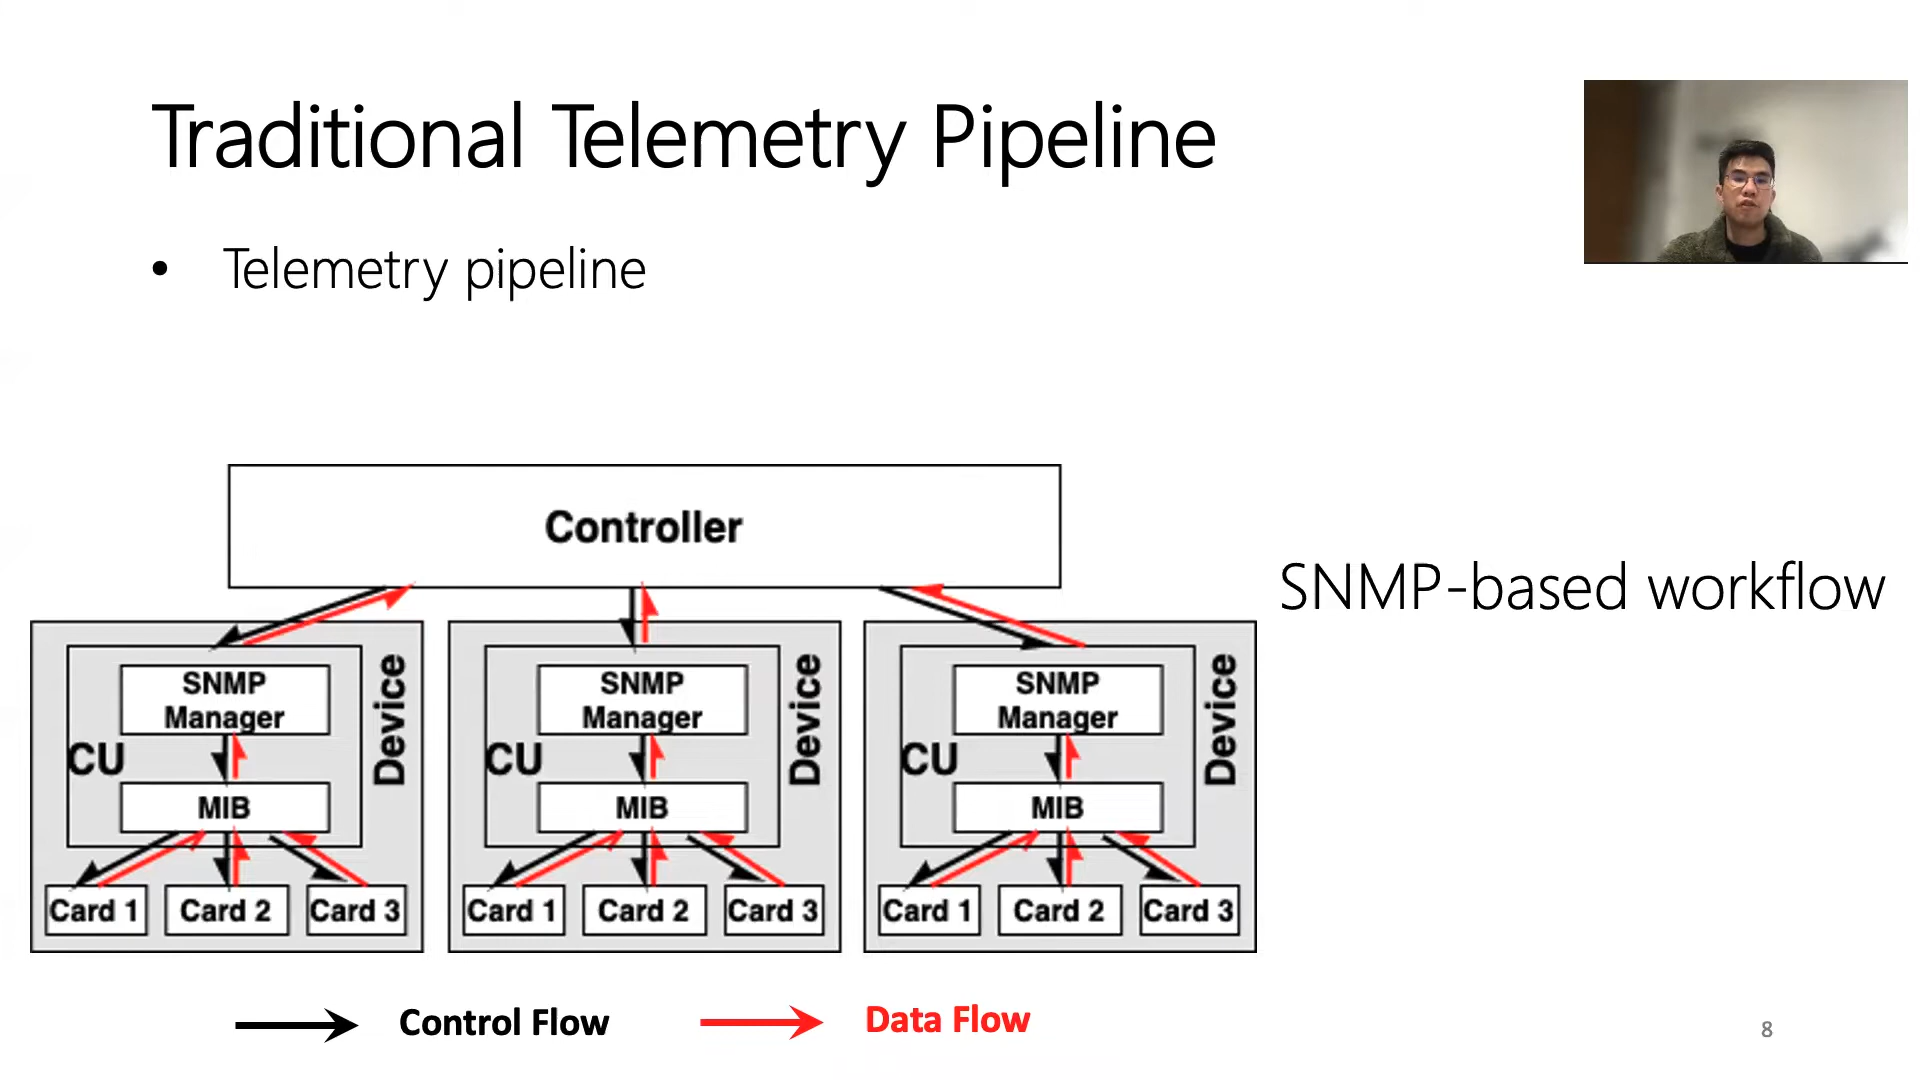 Traditional Telemetry Pipeline
• Telemetry pipeline
Controller
SNMP-based workflow
SNMP
Manager
CU
MIB
Device
Card 1
Card 2
Card 3
SNMP
Manager
CU
MIB
Device
Card 1
Card 2
Card 3
SNMP
Manager
CU
MIB
Device
Card 1
Card 2
Card 3
Control Flow
Data Flow
8